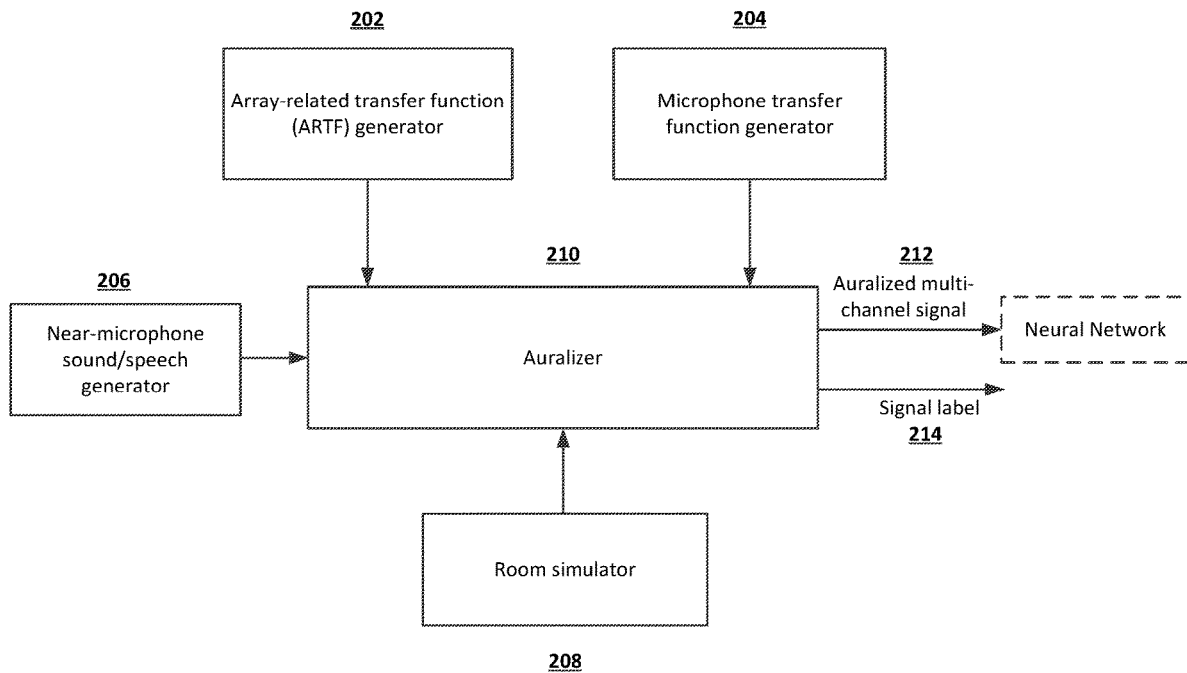 202
204
Array-related transfer function
(ARTF) generator
Microphone transfer
function generator
206
210
212
Near-microphone
sound/speech
generator
Auralizer
Auralized multi-
channel signal
Neural Network
Signal label
214
Room simulator
208